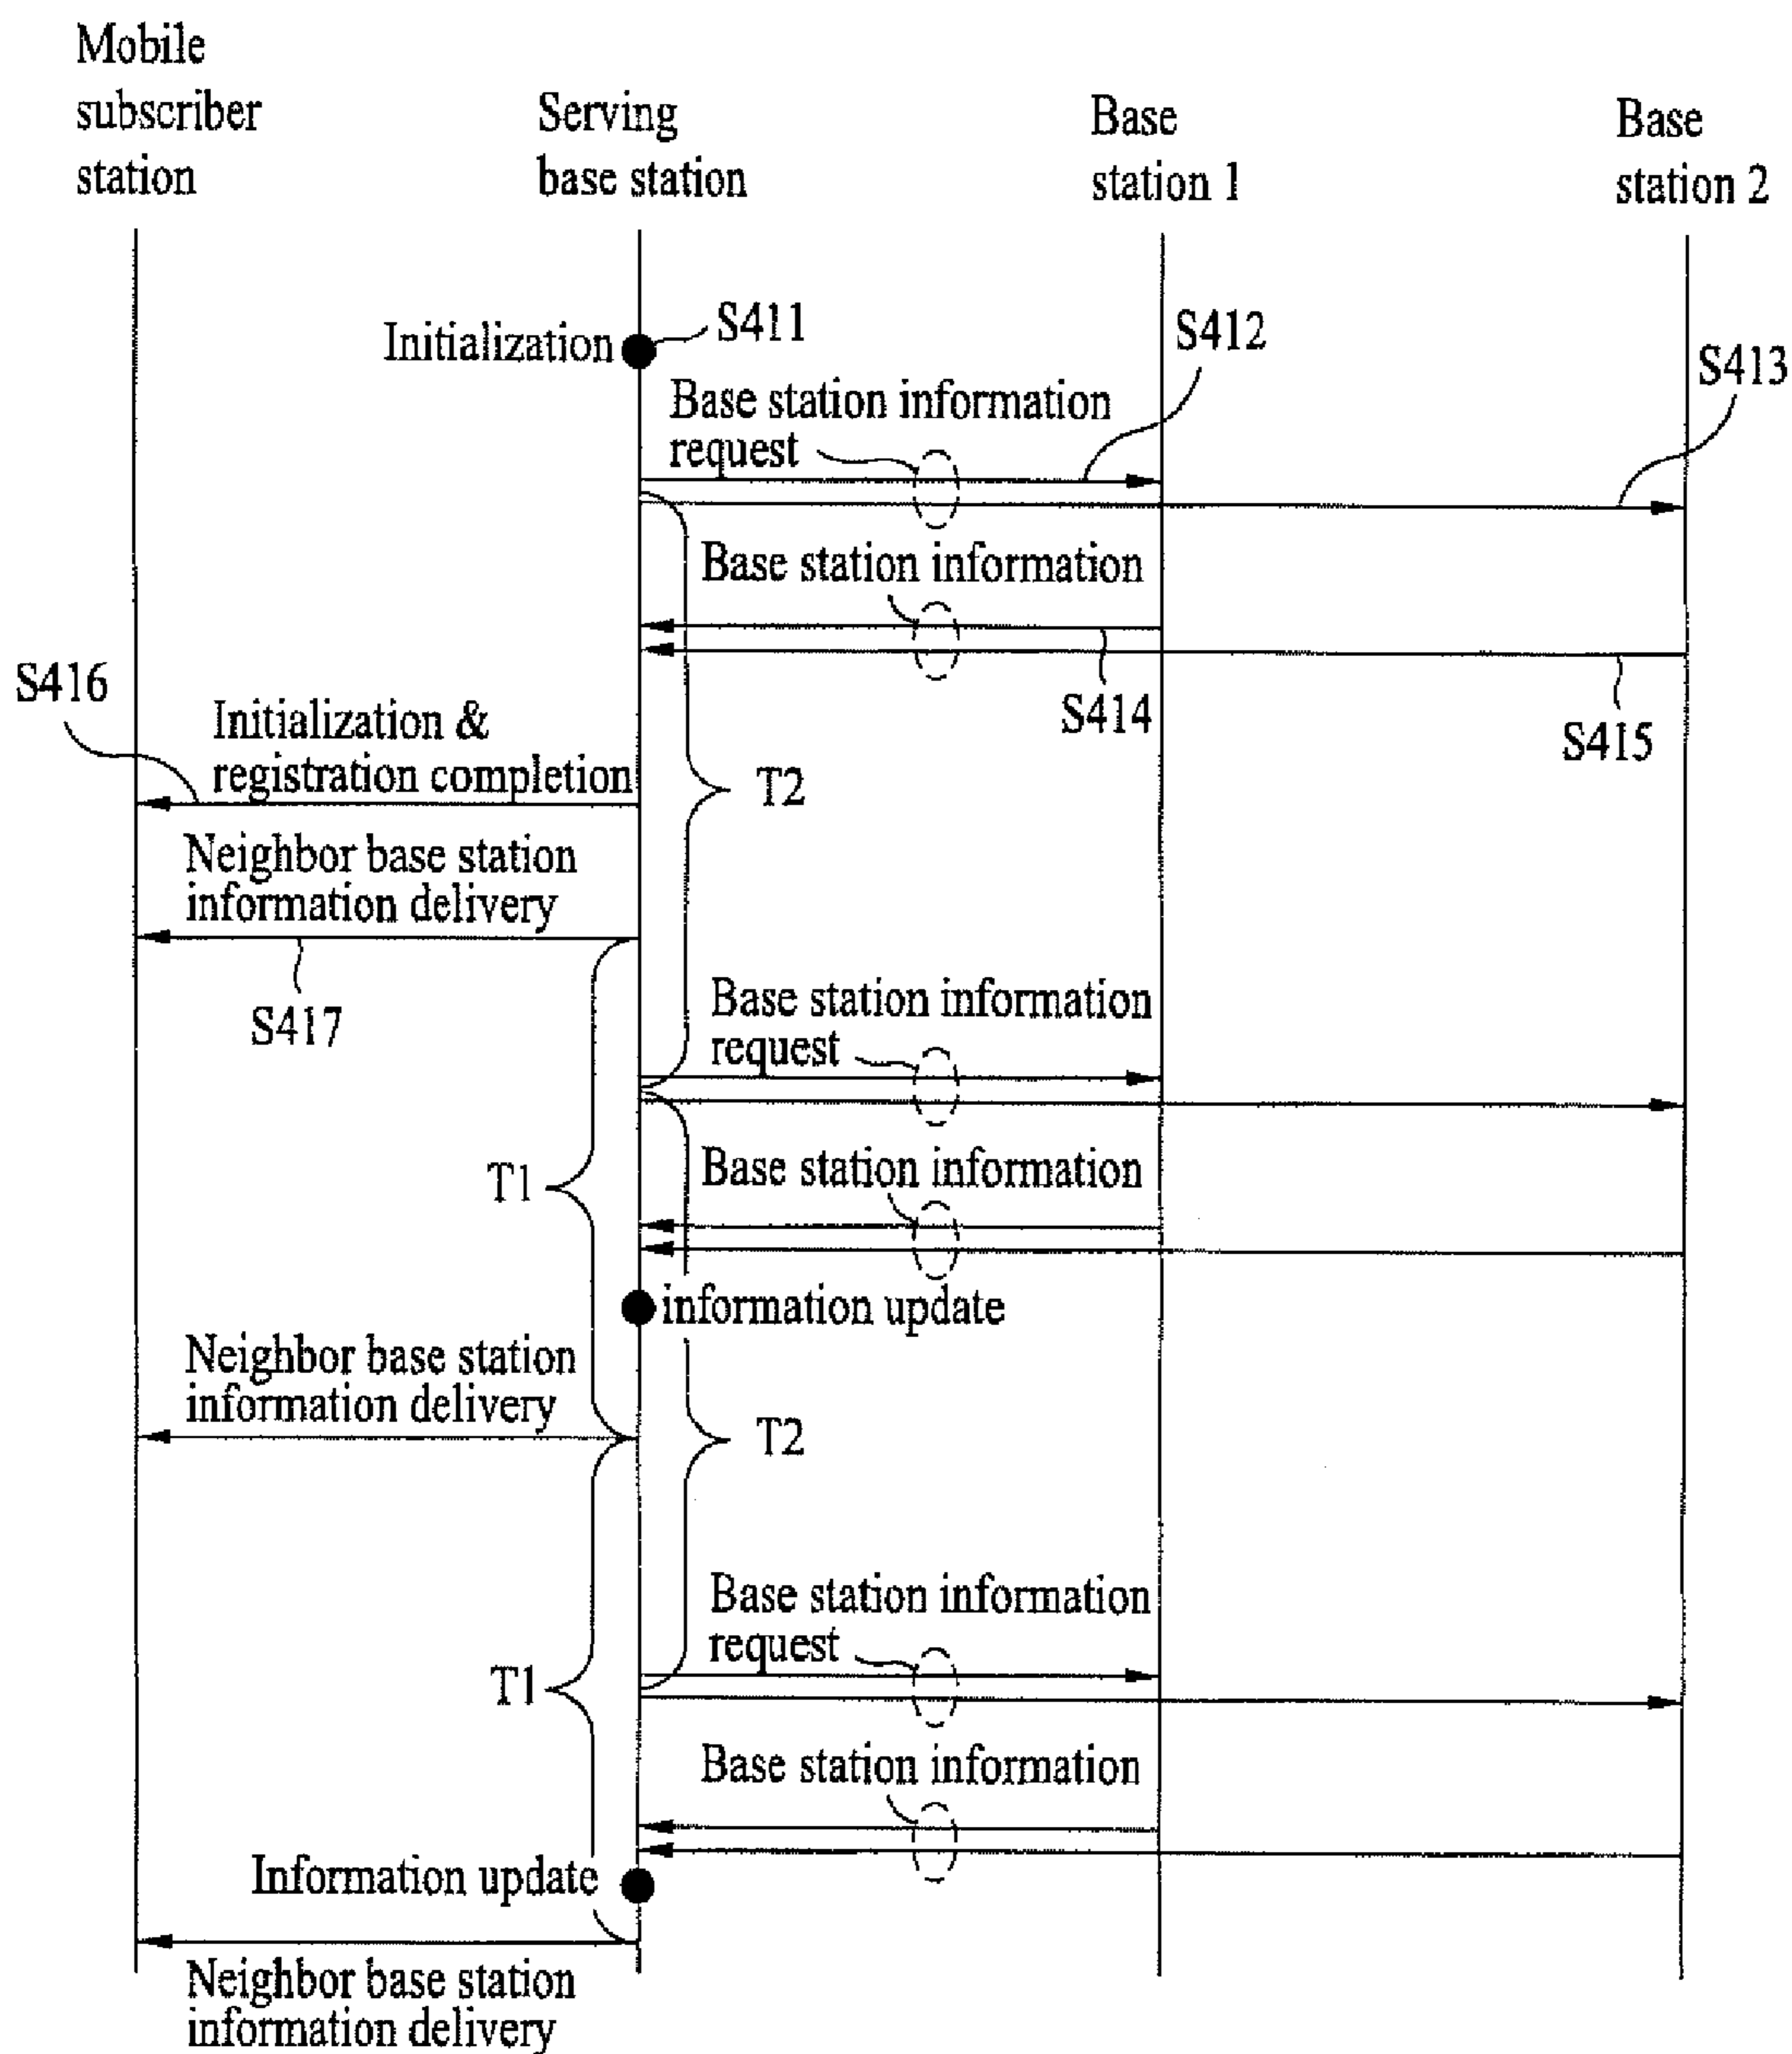 Mobile
subscriber
station
Serving
base station
Base
station 1
Base
station 2
Initialization
S411
S412
S413
Base station information
request
Base station information
S414
S415
S416
Initialization &
registration completion
T2
Neighbor base station
information delivery
S417
Base station information
request
T1
Base station information
information update
Neighbor base station
information delivery
T2
Base station information
request
T1
Base station information
Information update
Neighbor base station
information delivery